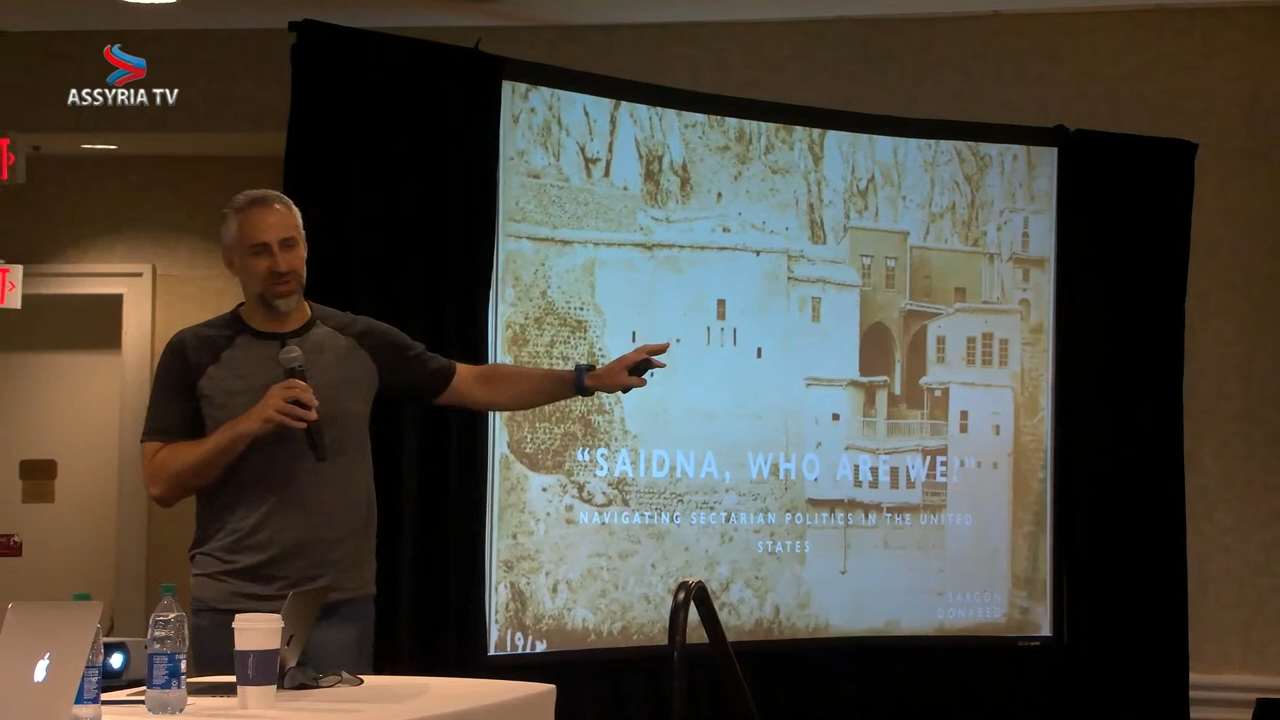 ASSYRIA TV
“SAIDNA, WHO ARE WE?”
NAVIGATING SECTARIAN POLITICS IN THE UNITED
STATES
SARGON
DONABED